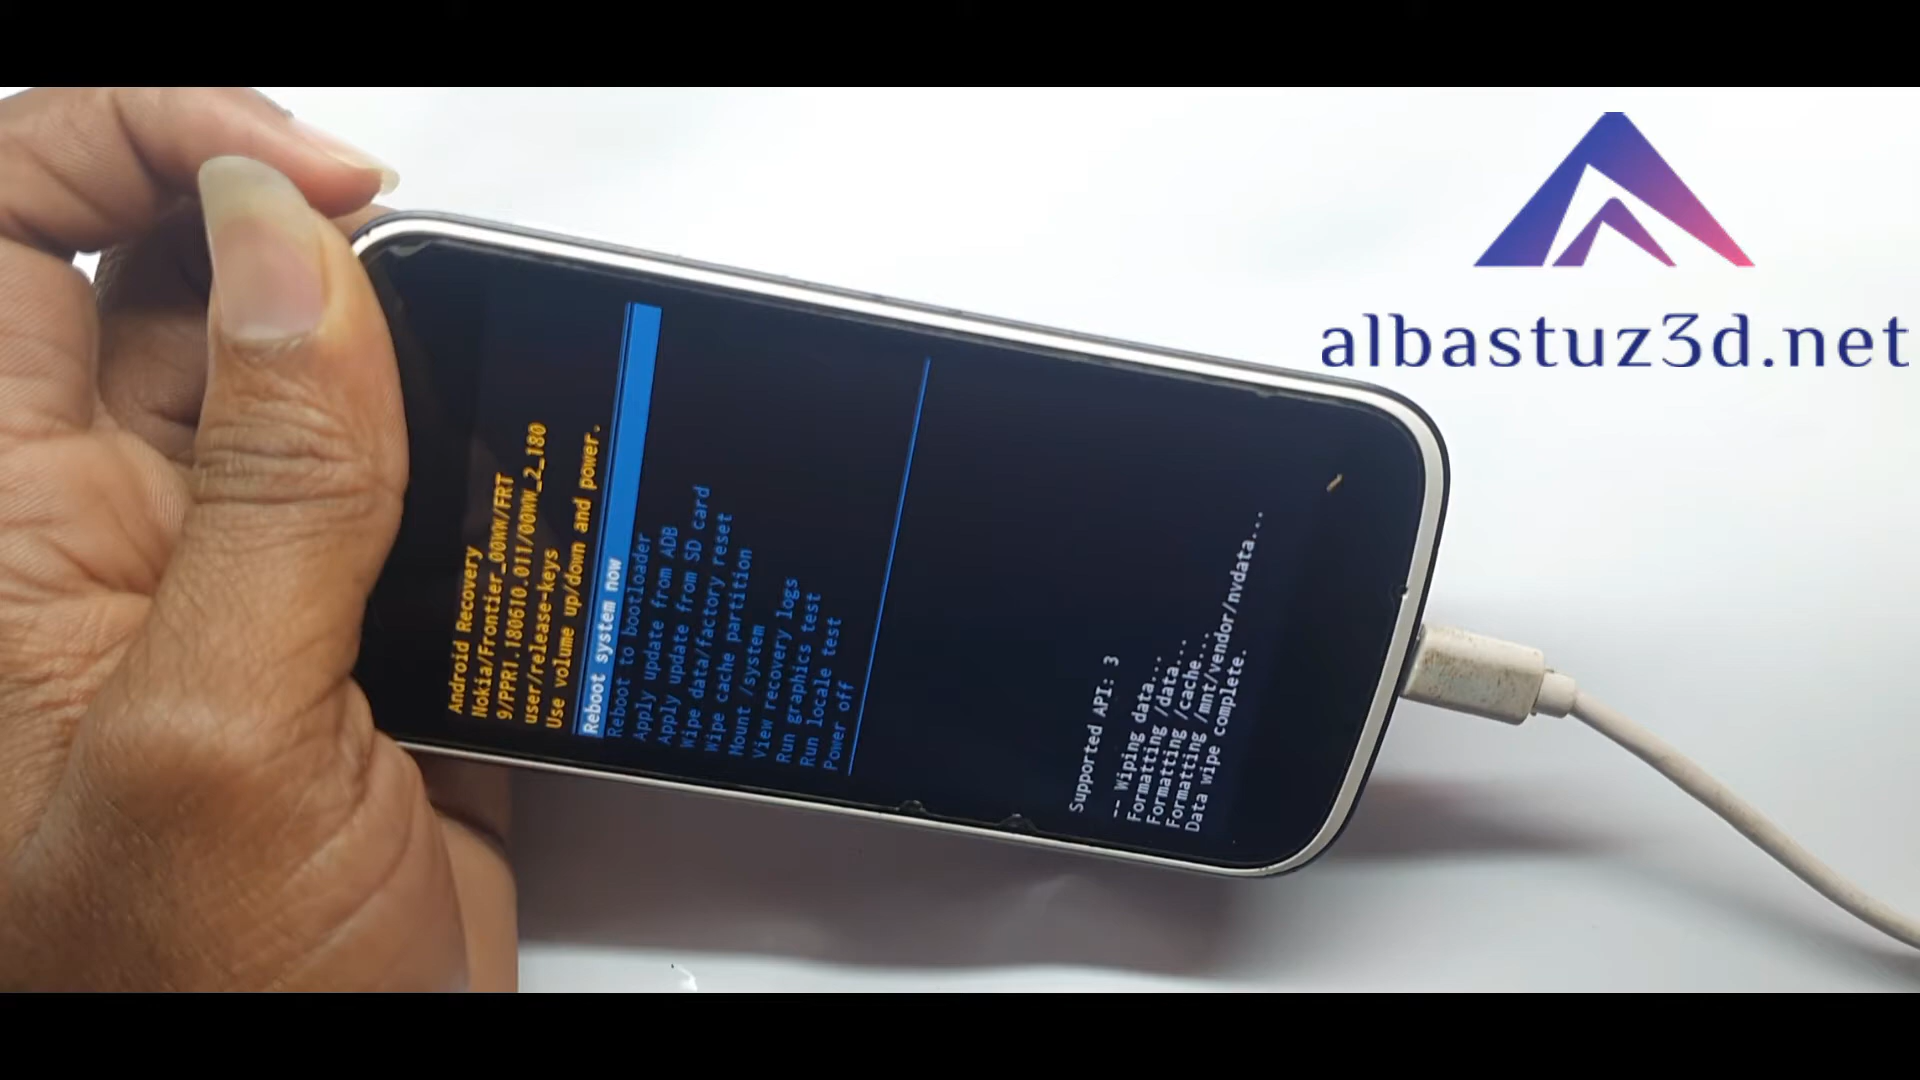 Android Recovery
Nokia/Frontier_00WW/FRT
9/PPR1.180610.011/00WW_2_180
user/release-keys
Use volume up/down and power.
Reboot system now
Reboot to bootloader
Apply update from ADB
Apply update from SD card
Wipe data/factory reset
Wipe cache partition
Mount /system
View recovery logs
Run graphics test
Run locale test
Power off
Supported API: 3
-- Wiping data...
Formatting /data...
Formatting /cache...
Formatting /mnt/vendor/nvdata...
Data wipe complete.
albastuz3d.net